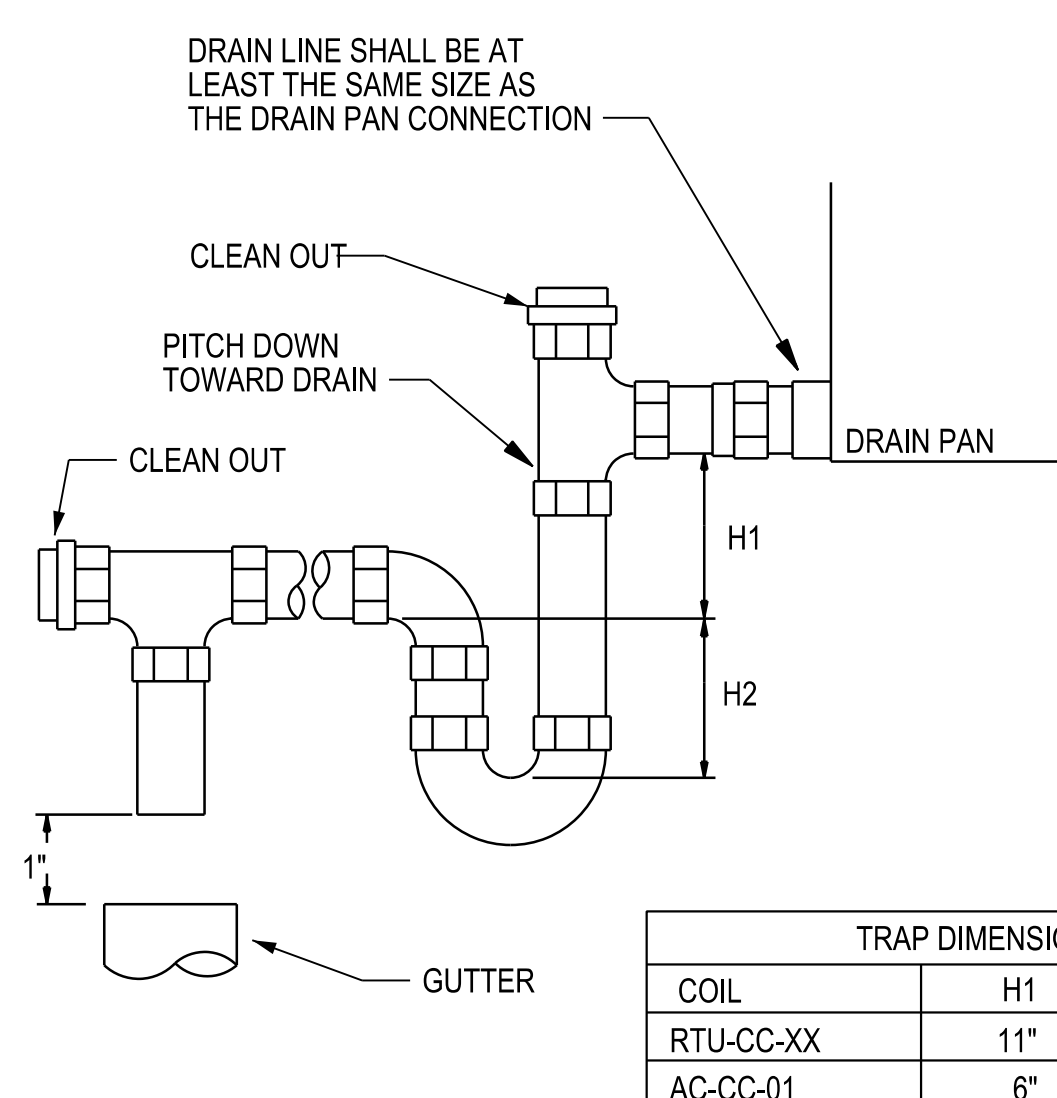 DRAIN LINE SHALL BE AT
LEAST THE SAME SIZE AS
THE DRAIN PAN CONNECTION
CLEAN OUT
PITCH DOWN
TOWARD DRAIN
DRAIN PAN
CLEAN OUT
H1
H2
1"
GUTTER
TRAP
COIL H1
RTU-CC-XX 11"
AC-CC-01 6"